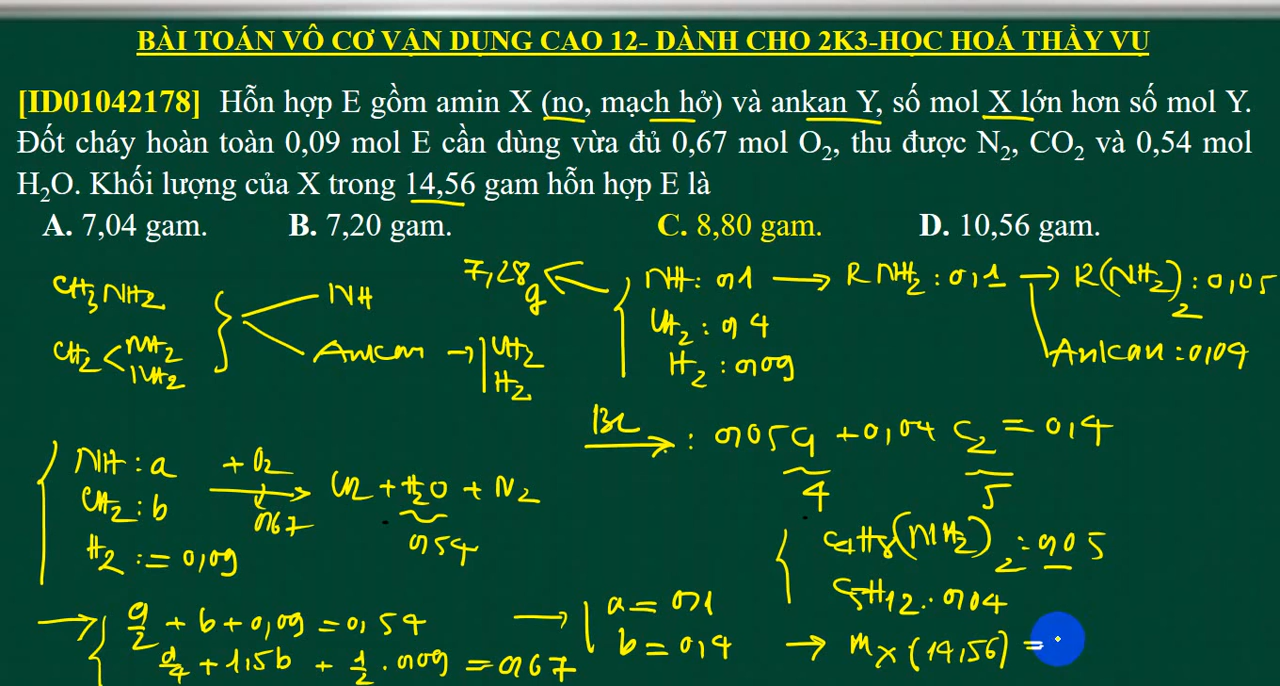 BÀI TOÁN VÔ CƠ VẬN DỤNG CAO 12- DÀNH CHO 2K3-HỌC HOÁ THẦY VỤ
[ID01042178] Hỗn hợp E gồm amin X (no, mạch hở) và ankan Y, số mol X lớn hơn số mol Y.
Đốt cháy hoàn toàn 0,09 mol E cần dùng vừa đủ 0,67 mol O₂, thu được N₂, CO₂ và 0,54 mol
H₂O. Khối lượng của X trong 14,56 gam hỗn hợp E là
A. 7,04 gam. B. 7,20 gam. C. 8,80 gam. D. 10,56 gam.
CH₃NH₂
CH₂ < NH₂ NH₂
NH
Ankan → CH₂ H₂
7,28 g
NH: 0,1 → RNH₂: 0,1 → R(NH₂)₂: 0,05
CH₂: 0,4
H₂: 0,09
Ankan: 0,04
BC → : 0,05 C₁ + 0,04 C₂ = 0,4
4 5
NH: a
CH₂: b
H₂: = 0,09
+ O₂
0,67
CO₂ + H₂O + N₂
0,54
C₄H₈(NH₂)₂: 0,05
C₅H₁₂: 0,04
→ a/2 + b + 0,09 = 0,54
a/4 + 1,5b + 1/2 . 0,09 = 0,67
→ a = 0,1
b = 0,4
→ mX (14,56) =